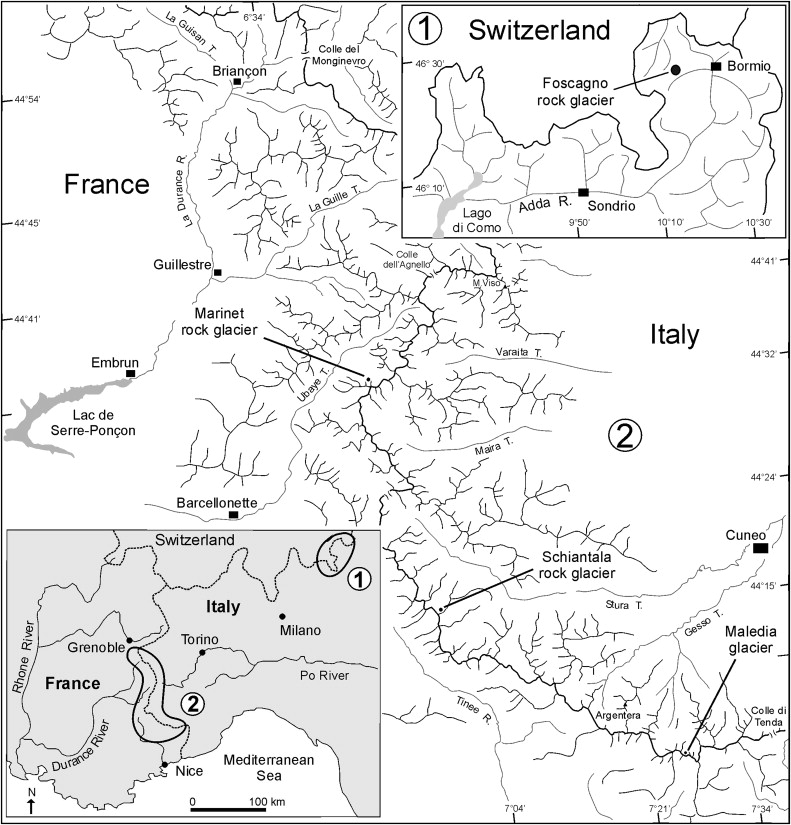 La Guisan T.
6°34'
Colle del
Monginevro
Briançon
44°54'
France
La Durance R.
La Guille T.
44°45'
Guillestre
Colle
dell'Agnello
M.Viso
44°41'
Marinet
rock glacier
Italy
44°41'
Embrun
Varaita T.
44°32'
Ubaye T.
Lac de
Serre-Ponçon
2
Maira T.
44°24'
Barcellonette
Cuneo
Schiantala
rock glacier
44°15'
Stura T.
Gesso T.
Maledia
glacier
Tinee R.
Argentera
Colle di
Tenda
7°04'
7°21'
7°34'
1
Switzerland
46°30'
Bormio
Foscagno
rock glacier
46°10'
Adda R.
Sondrio
Lago
di Como
9°50'
10°10'
10°30'
Switzerland
1
Italy
Milano
Grenoble
Torino
Rhone River
France
Po River
2
Durance River
Mediterranean
Sea
Nice
N
0
100 km